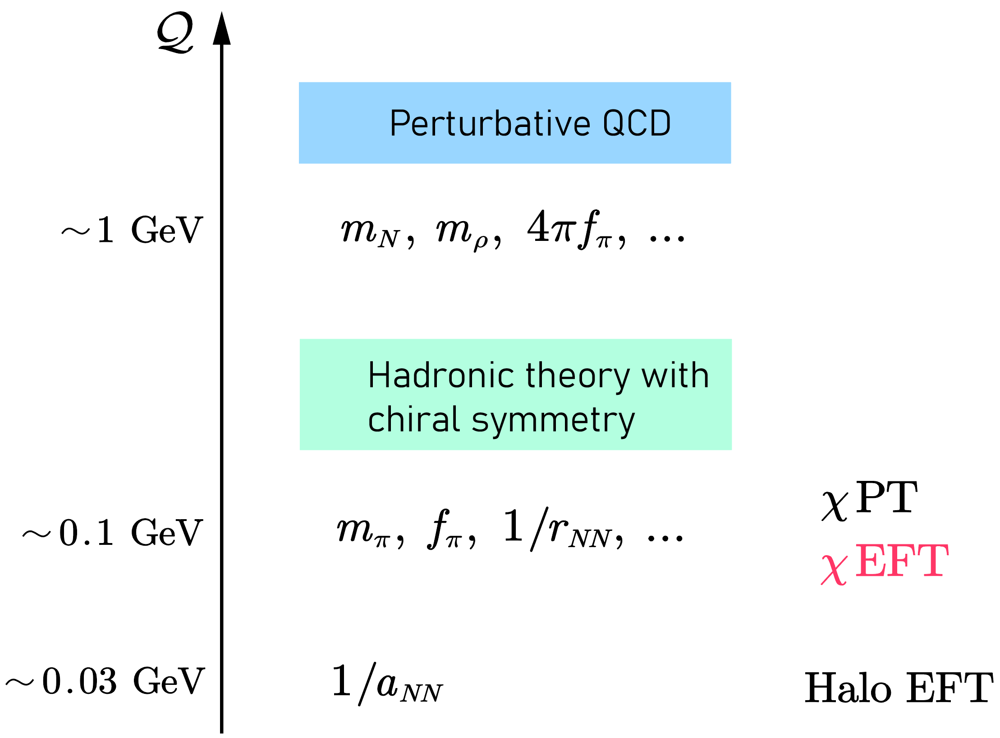 Q
Perturbative QCD
~1 GeV
m_N, m_ρ, 4πf_π, ...
Hadronic theory with
chiral symmetry
χPT
~0.1 GeV
m_π, f_π, 1/r_NN, ...
χEFT
~0.03 GeV
1/a_NN
Halo EFT